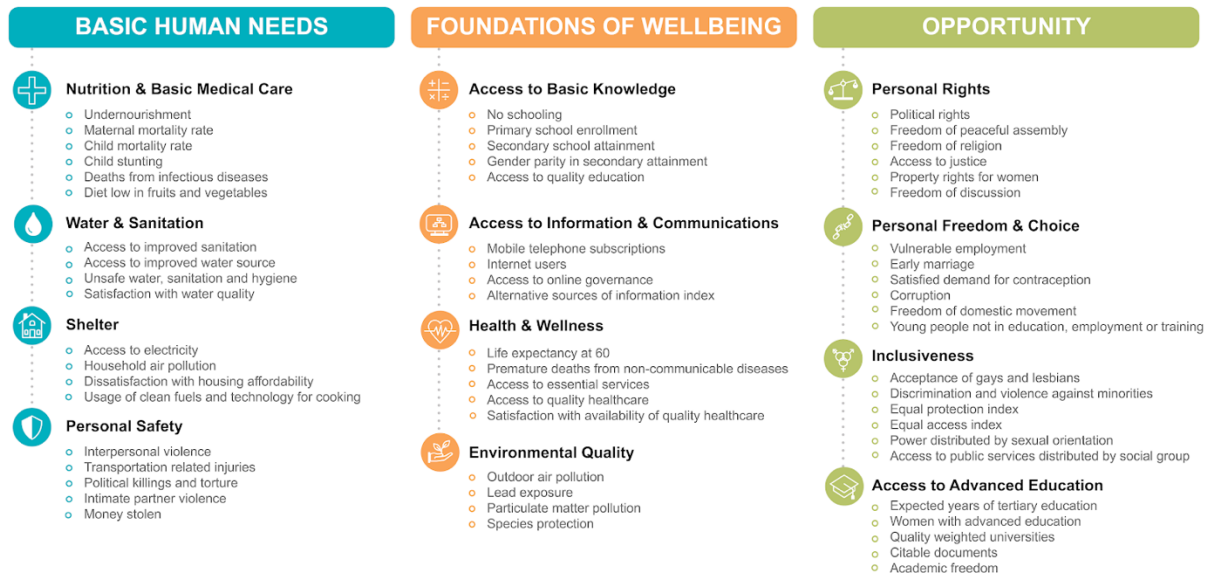 BASIC HUMAN NEEDS
Nutrition & Basic Medical Care
Undernourishment
Maternal mortality rate
Child mortality rate
Child stunting
Deaths from infectious diseases
Diet low in fruits and vegetables
Water & Sanitation
Access to improved sanitation
Access to improved water source
Unsafe water, sanitation and hygiene
Satisfaction with water quality
Shelter
Access to electricity
Household air pollution
Dissatisfaction with housing affordability
Usage of clean fuels and technology for cooking
Personal Safety
Interpersonal violence
Transportation related injuries
Political killings and torture
Intimate partner violence
Money stolen
FOUNDATIONS OF WELLBEING
Access to Basic Knowledge
No schooling
Primary school enrollment
Secondary school attainment
Gender parity in secondary attainment
Access to quality education
Access to Information & Communications
Mobile telephone subscriptions
Internet users
Access to online governance
Alternative sources of information index
Health & Wellness
Life expectancy at 60
Premature deaths from non-communicable diseases
Access to essential services
Access to quality healthcare
Satisfaction with availability of quality healthcare
Environmental Quality
Outdoor air pollution
Lead exposure
Particulate matter pollution
Species protection
OPPORTUNITY
Personal Rights
Political rights
Freedom of peaceful assembly
Freedom of religion
Access to justice
Property rights for women
Freedom of discussion
Personal Freedom & Choice
Vulnerable employment
Early marriage
Satisfied demand for contraception
Corruption
Freedom of domestic movement
Young people not in education, employment or training
Inclusiveness
Acceptance of gays and lesbians
Discrimination and violence against minorities
Equal protection index
Equal access index
Power distributed by sexual orientation
Access to public services distributed by social group
Access to Advanced Education
Expected years of tertiary education
Women with advanced education
Quality weighted universities
Citable documents
Academic freedom